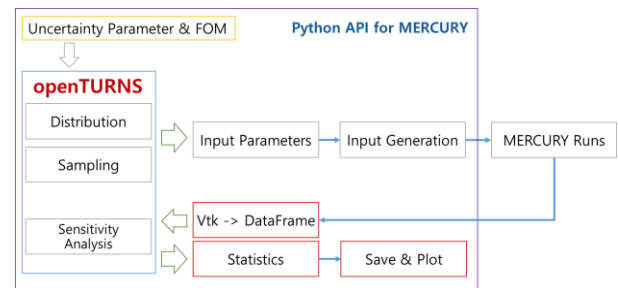 Uncertainty Parameter & FOM
Python API for MERCURY
openTURNS
Distribution
Sampling
Sensitivity
Analysis
Input Parameters
Input Generation
MERCURY Runs
Vtk -> DataFrame
Statistics
Save & Plot